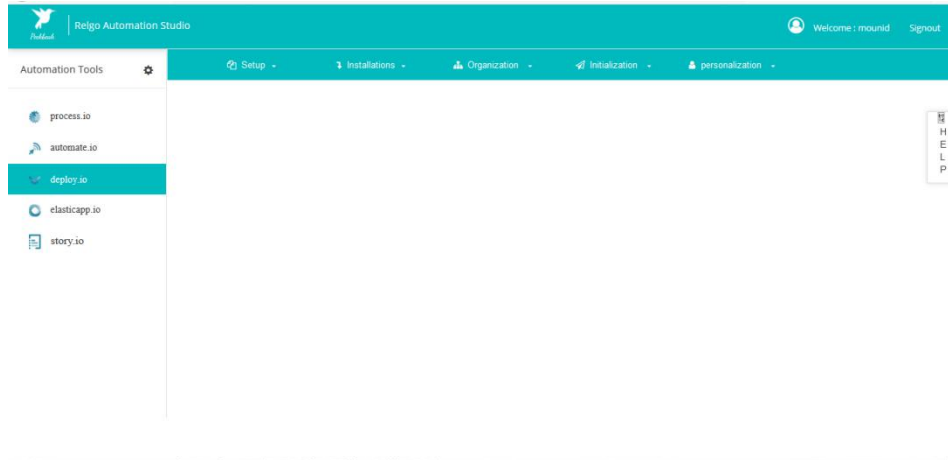 Relgo Automation Studio
Welcome : mounid
Signout
Automation Tools
Setup
Installations
Organization
Initialization
personalization
process.io
automate.io
deploy.io
elasticapp.io
story.io
H
E
L
P